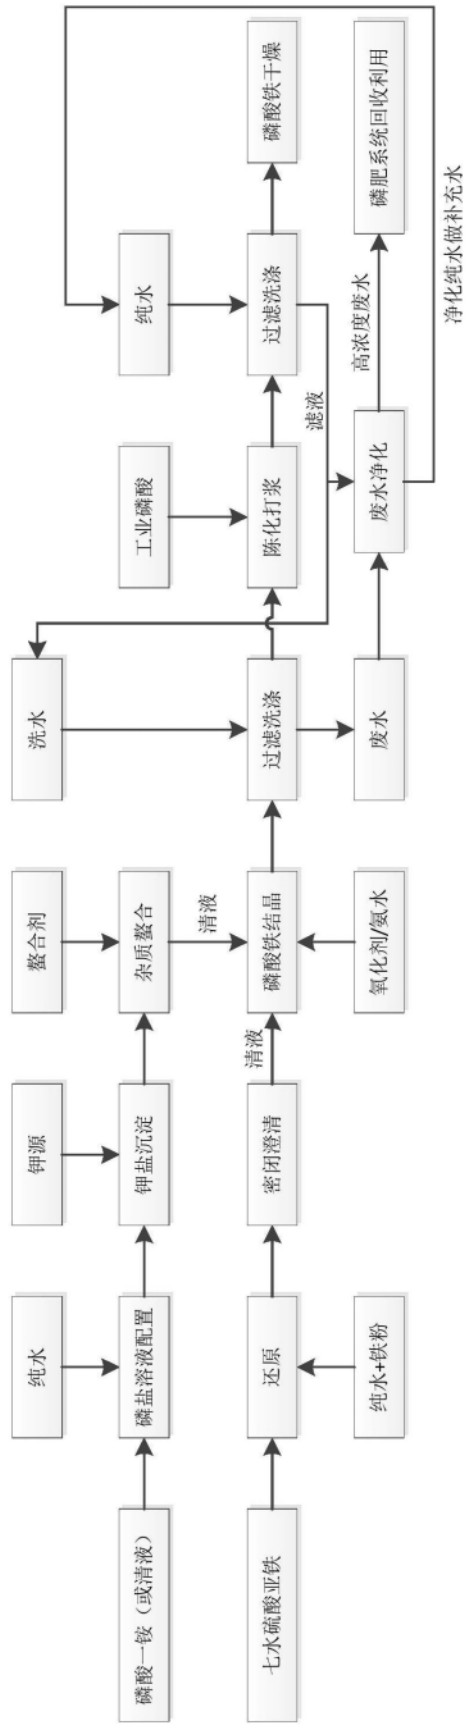 纯水
钾源
螯合剂
洗水
磷酸一铵（或清液）
磷盐溶液配置
钾盐沉淀
杂质螯合
工业磷酸
纯水
清液
七水硫酸亚铁
还原
密闭澄清
清液
磷酸铁结晶
过滤洗涤
陈化打浆
过滤洗涤
磷酸铁干燥
滤液
纯水+铁粉
氧化剂/氨水
废水
废水净化
高浓度废水
磷肥系统回收利用
净化纯水做补充水